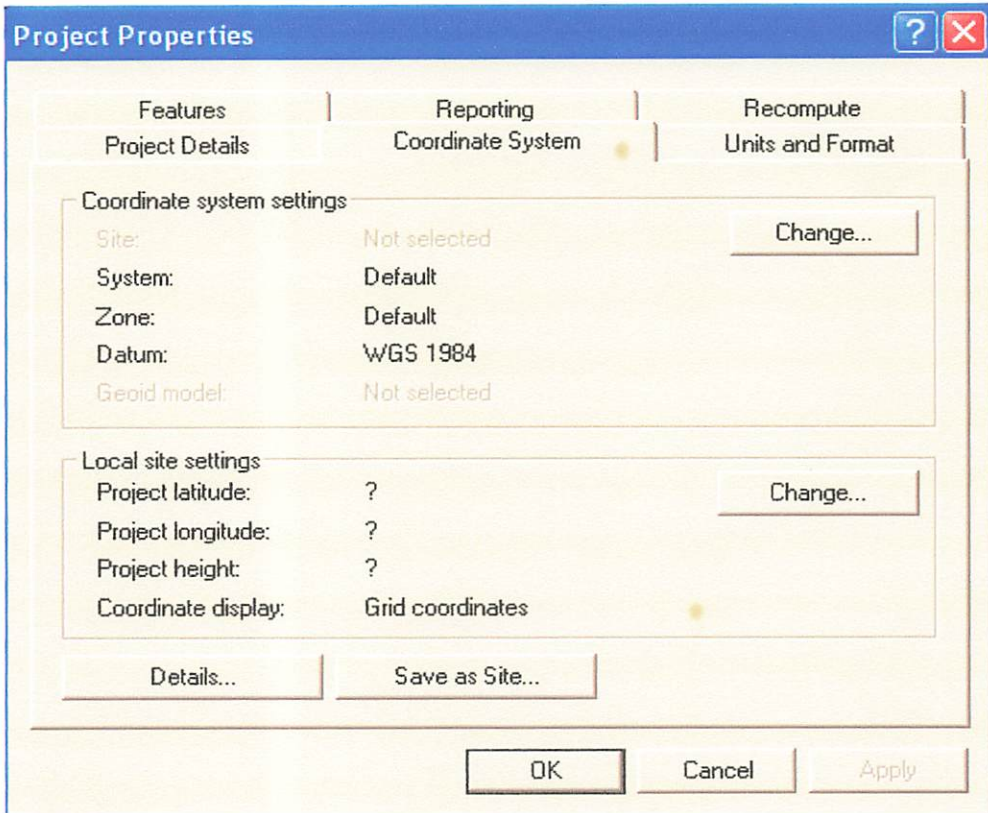 Project Properties
Features Reporting Recompute
Project Details Coordinate System Units and Format
Coordinate system settings
Site: Not selected Change...
System: Default
Zone: Default
Datum: WGS 1984
Geoid model: Not selected
Local site settings
Project latitude: ? Change...
Project longitude: ?
Project height: ?
Coordinate display: Grid coordinates
Details... Save as Site...
OK Cancel Apply